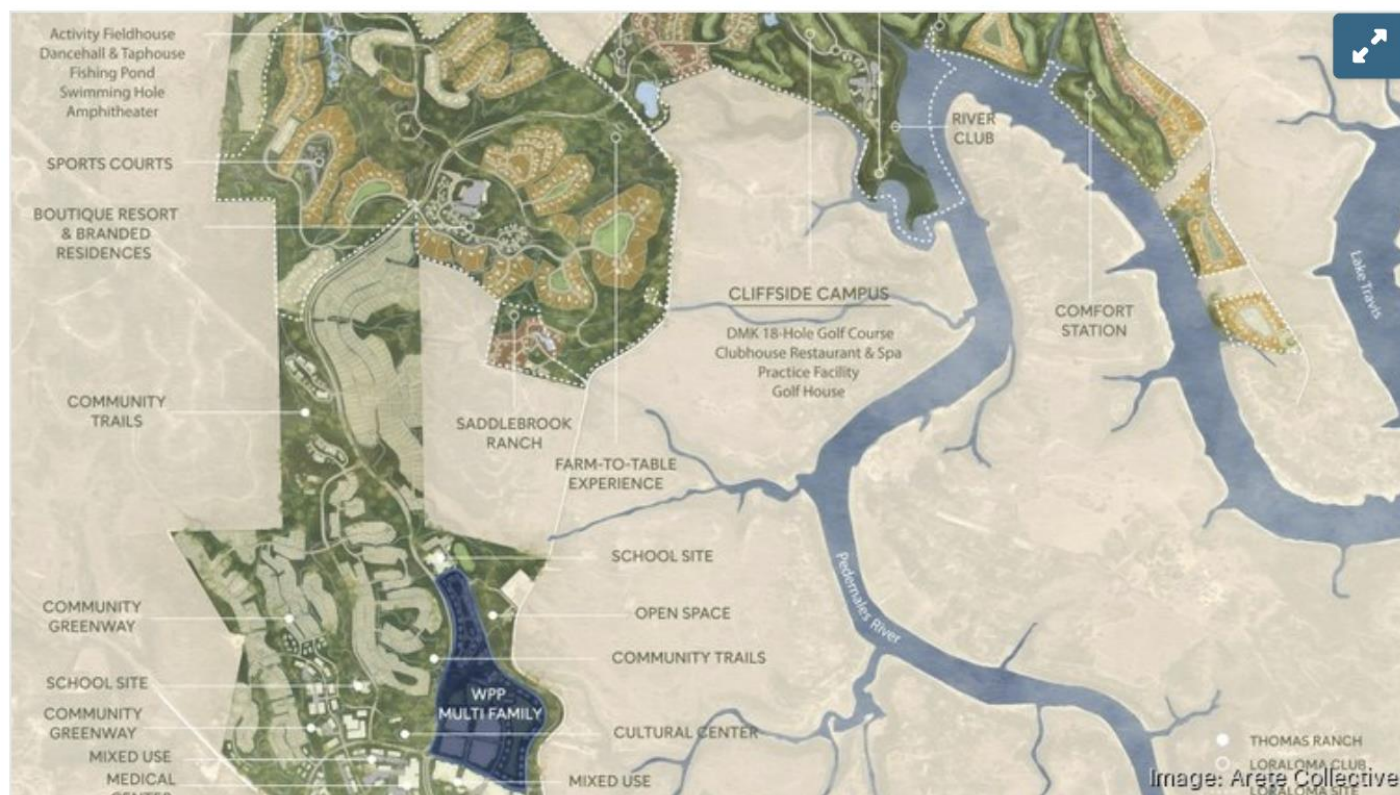 Activity Fieldhouse
Dancehall & Taphouse
Fishing Pond
Swimming Hole
Amphitheater
SPORTS COURTS
BOUTIQUE RESORT
& BRANDED
RESIDENCES
COMMUNITY
TRAILS
COMMUNITY
GREENWAY
SCHOOL SITE
COMMUNITY
GREENWAY
MIXED USE
MEDICAL
CENTER
SADDLEBROOK
RANCH
FARM-TO-TABLE
EXPERIENCE
CLIFFSIDE CAMPUS
DMK 18-Hole Golf Course
Clubhouse Restaurant & Spa
Practice Facility
Golf House
RIVER
CLUB
COMFORT
STATION
Lake Travis
Pedernales River
SCHOOL SITE
OPEN SPACE
COMMUNITY TRAILS
WPP
MULTI FAMILY
CULTURAL CENTER
MIXED USE
THOMAS RANCH
LORALOMA CLUB
LORALOMA SITE
Image: Arete Collective